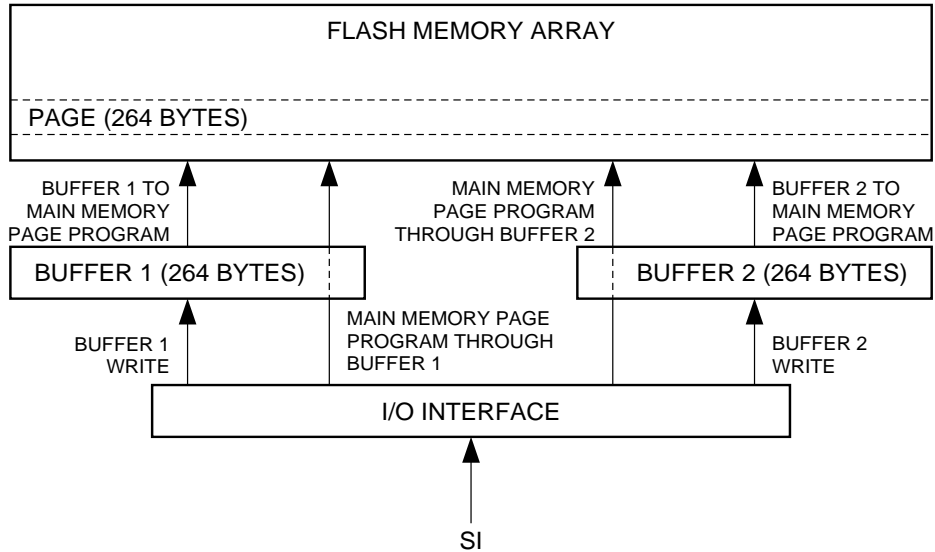 FLASH MEMORY ARRAY
PAGE (264 BYTES)
BUFFER 1 TO
MAIN MEMORY
PAGE PROGRAM
MAIN MEMORY
PAGE PROGRAM
THROUGH BUFFER 2
BUFFER 2 TO
MAIN MEMORY
PAGE PROGRAM
BUFFER 1 (264 BYTES)
BUFFER 2 (264 BYTES)
BUFFER 1
WRITE
MAIN MEMORY PAGE
PROGRAM THROUGH
BUFFER 1
BUFFER 2
WRITE
I/O INTERFACE
SI